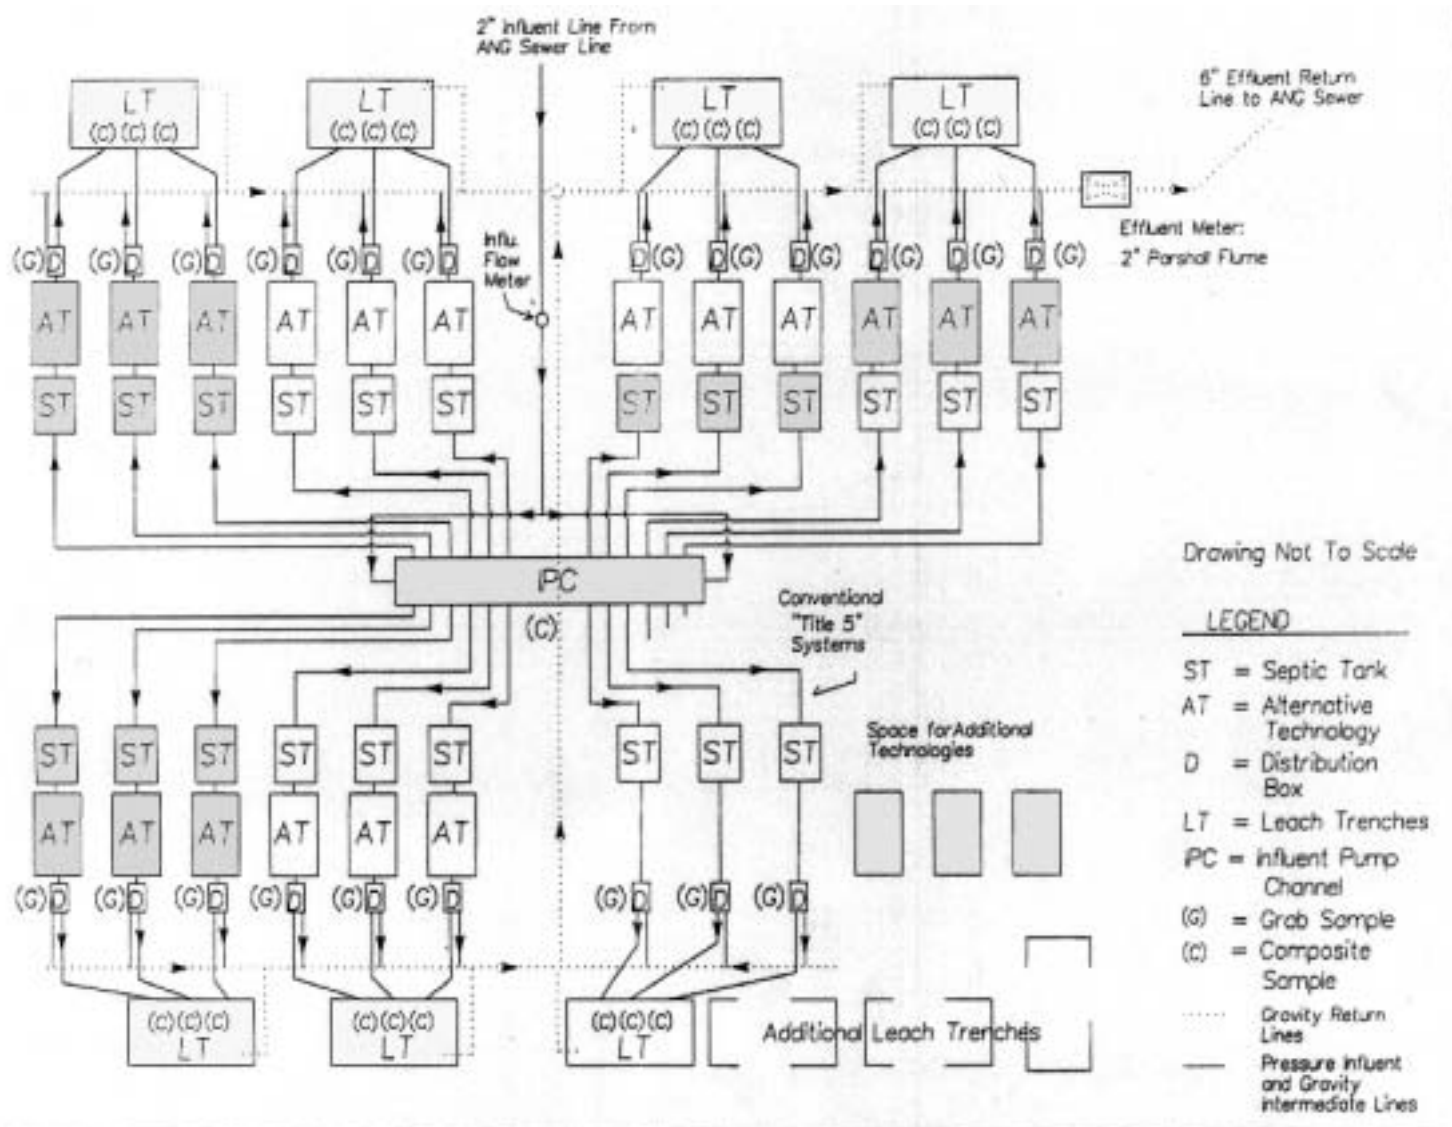 2" Influent Line From
ANG Sewer Line
6" Effluent Return
Line to ANG Sewer
LT LT LT LT
(C) (C) (C) (C) (C) (C) (C) (C) (C) (C) (C) (C)
Influ.
Flow
Meter
Effluent Meter:
2" Parshall Flume
(G) D (G) D (G) D (G) D (G) D (G) D D (G) D (G) D (G) D (G) D (G) D (G)
AT AT AT AT AT AT AT AT AT AT AT AT
ST ST ST ST ST ST ST ST ST ST ST ST
iPC
(C)
Conventional
"Title 5"
Systems
Space for Additional
Technologies
ST ST ST ST ST ST ST ST ST
AT AT AT AT AT AT
(G) D (G) D (G) D (G) D (G) D (G) D (G) D (G) D (G) D
(C) (C) (C) (C) (C) (C) (C) (C) (C)
LT LT LT
Additional Leach Trenches
Drawing Not To Scale
LEGEND
ST = Septic Tank
AT = Alternative
Technology
D = Distribution
Box
LT = Leach Trenches
iPC = Influent Pump
Channel
(G) = Grab Sample
(C) = Composite
Sample
Gravity Return
Lines
Pressure Influent
and Gravity
Intermediate Lines